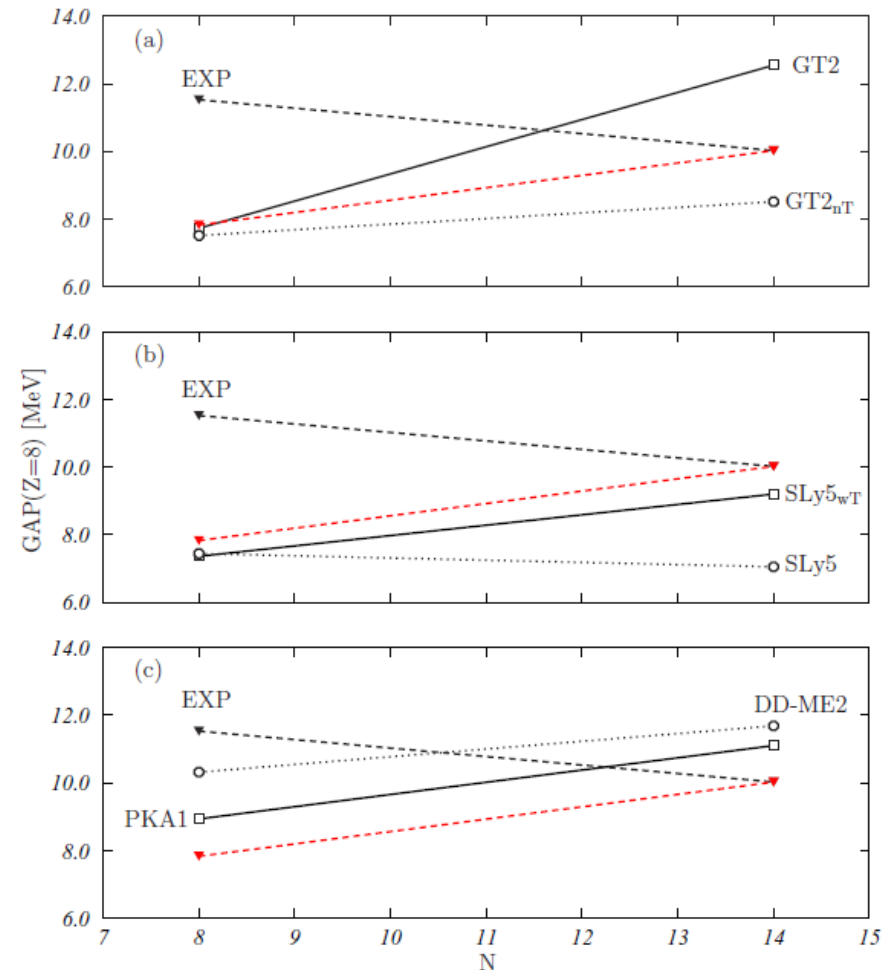 14.0
(a)
GT2
EXP
12.0
10.0
8.0
GT2nT
6.0
14.0
(b)
EXP
12.0
GAP(Z=8) [MeV]
10.0
SLy5wT
8.0
SLy5
6.0
14.0
(c)
EXP
DD-ME2
12.0
10.0
PKA1
8.0
6.0
7 8 9 10 11 12 13 14 15
N